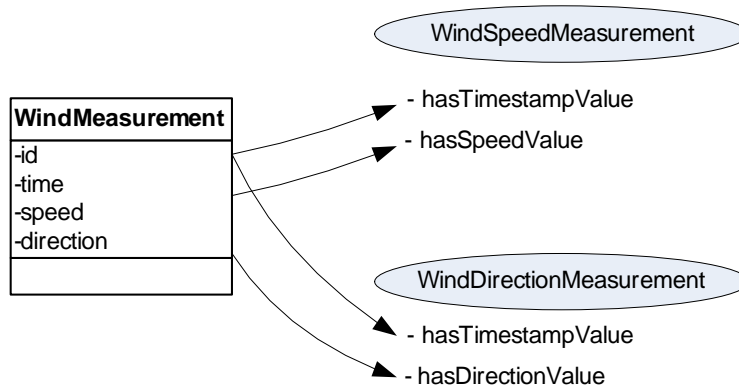 WindSpeedMeasurement
- hasTimestampValue
- hasSpeedValue
WindMeasurement
-id
-time
-speed
-direction
WindDirectionMeasurement
- hasTimestampValue
- hasDirectionValue